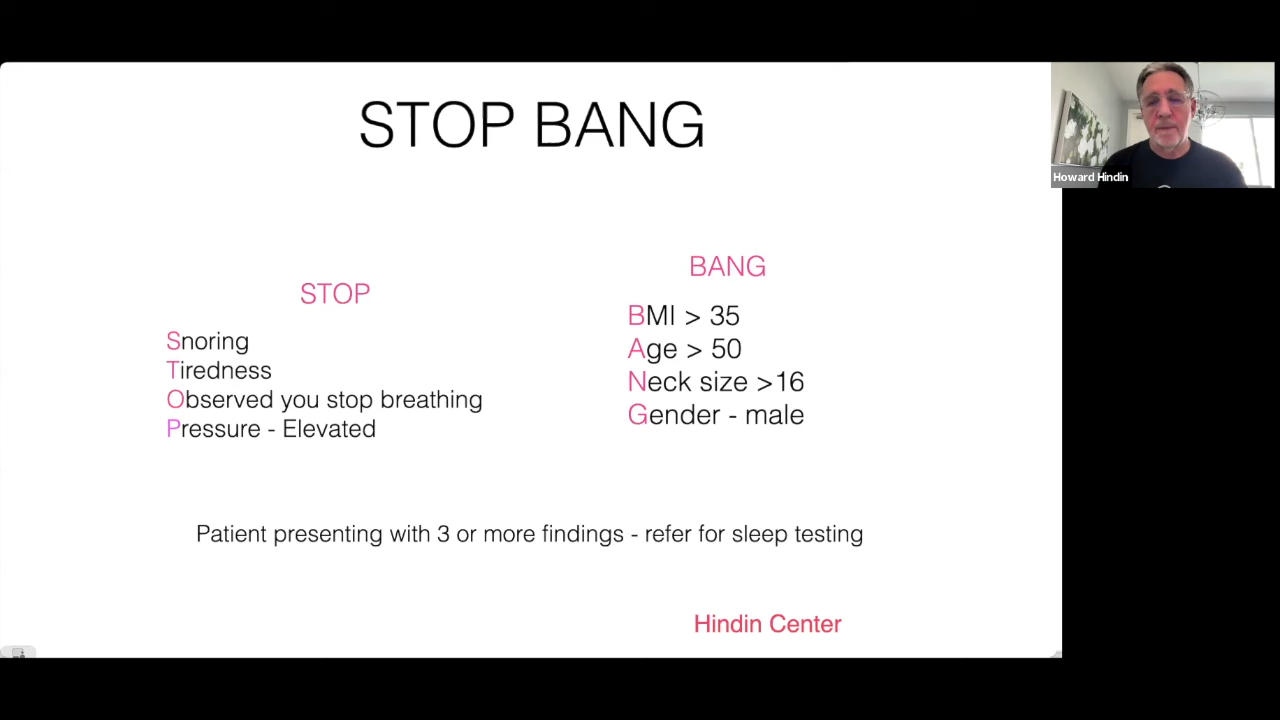 STOP BANG
Howard Hindin
STOP
Snoring
Tiredness
Observed you stop breathing
Pressure - Elevated
BANG
BMI > 35
Age > 50
Neck size >16
Gender - male
Patient presenting with 3 or more findings - refer for sleep testing
Hindin Center